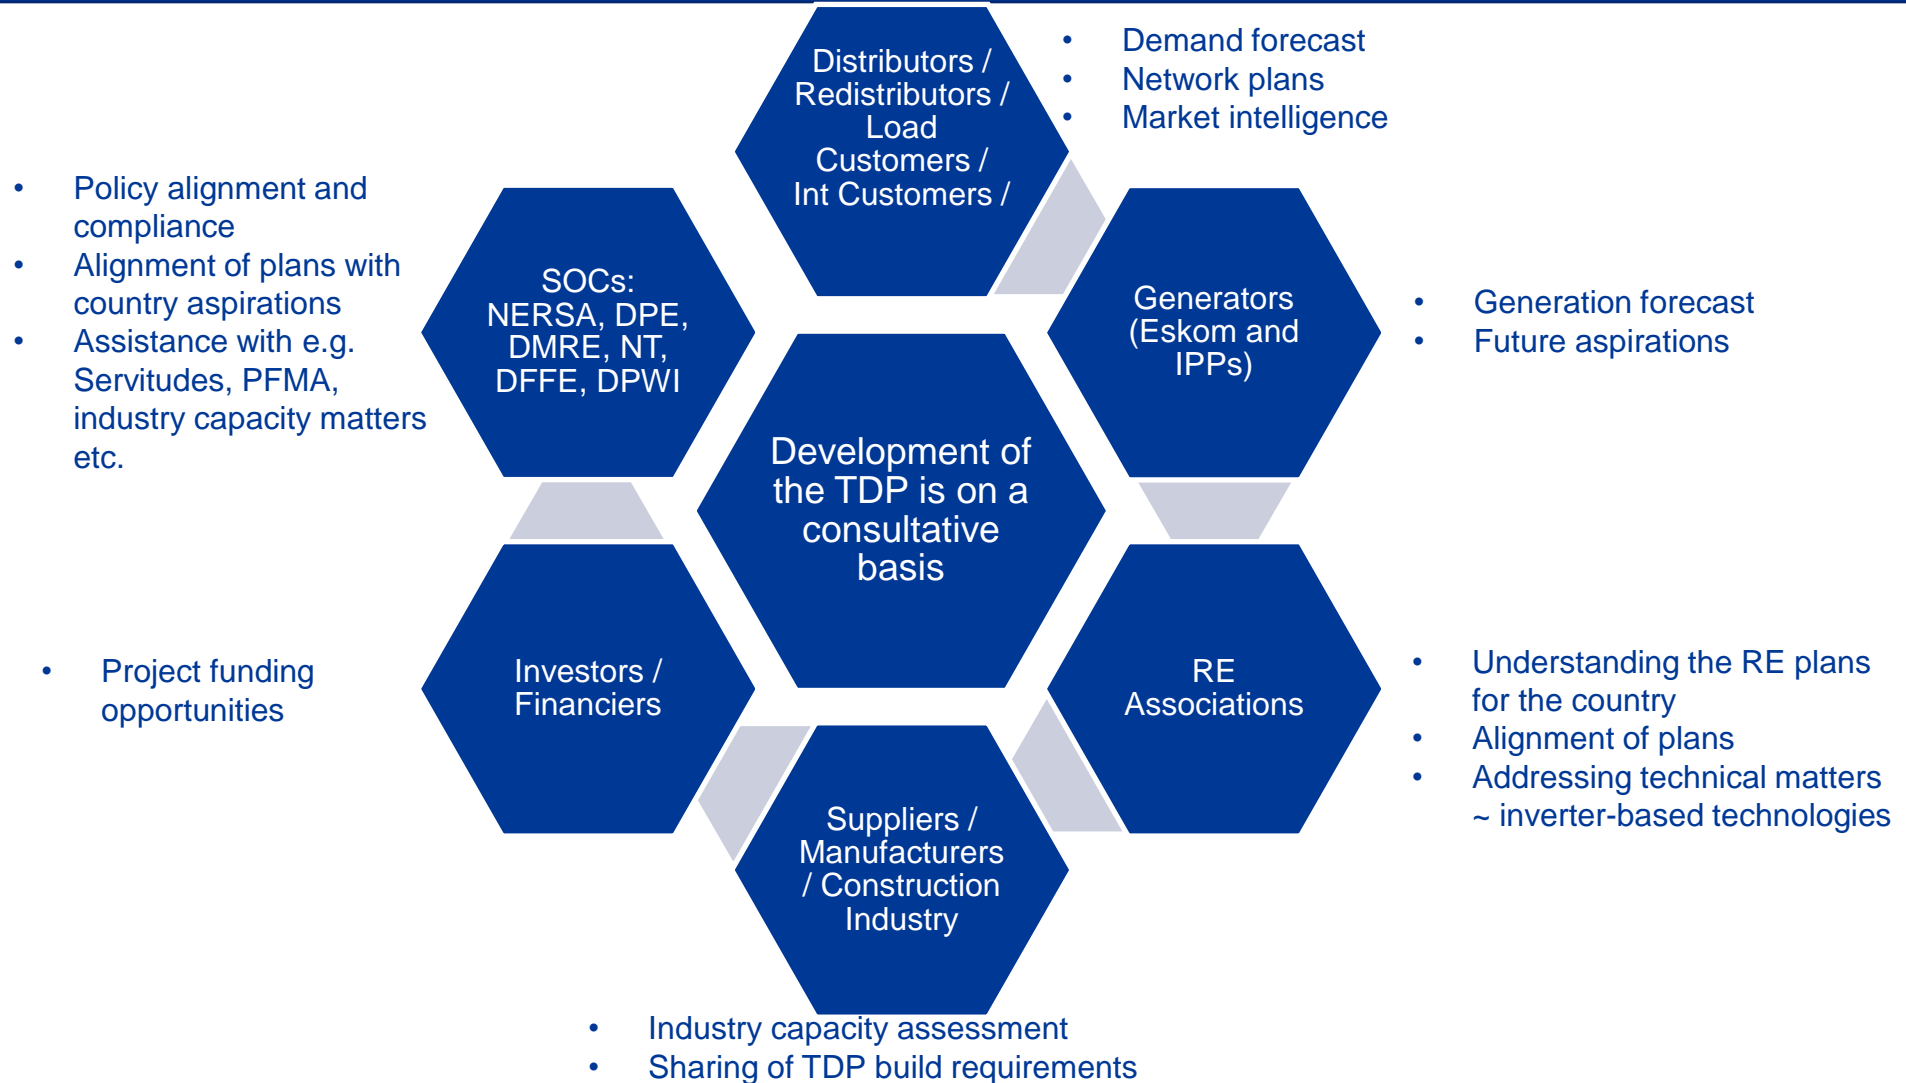 Distributors /
Redistributors /
Load
Customers /
Int Customers /
• Demand forecast
• Network plans
• Market intelligence
• Policy alignment and
compliance
• Alignment of plans with
country aspirations
• Assistance with e.g.
Servitudes, PFMA,
industry capacity matters
etc.
SOCs:
NERSA, DPE,
DMRE, NT,
DFFE, DPWI
Generators
(Eskom and
IPPs)
• Generation forecast
• Future aspirations
Development of
the TDP is on a
consultative
basis
• Project funding
opportunities
Investors /
Financiers
RE
Associations
• Understanding the RE plans
for the country
• Alignment of plans
• Addressing technical matters
~ inverter-based technologies
Suppliers /
Manufacturers
/ Construction
Industry
• Industry capacity assessment
• Sharing of TDP build requirements